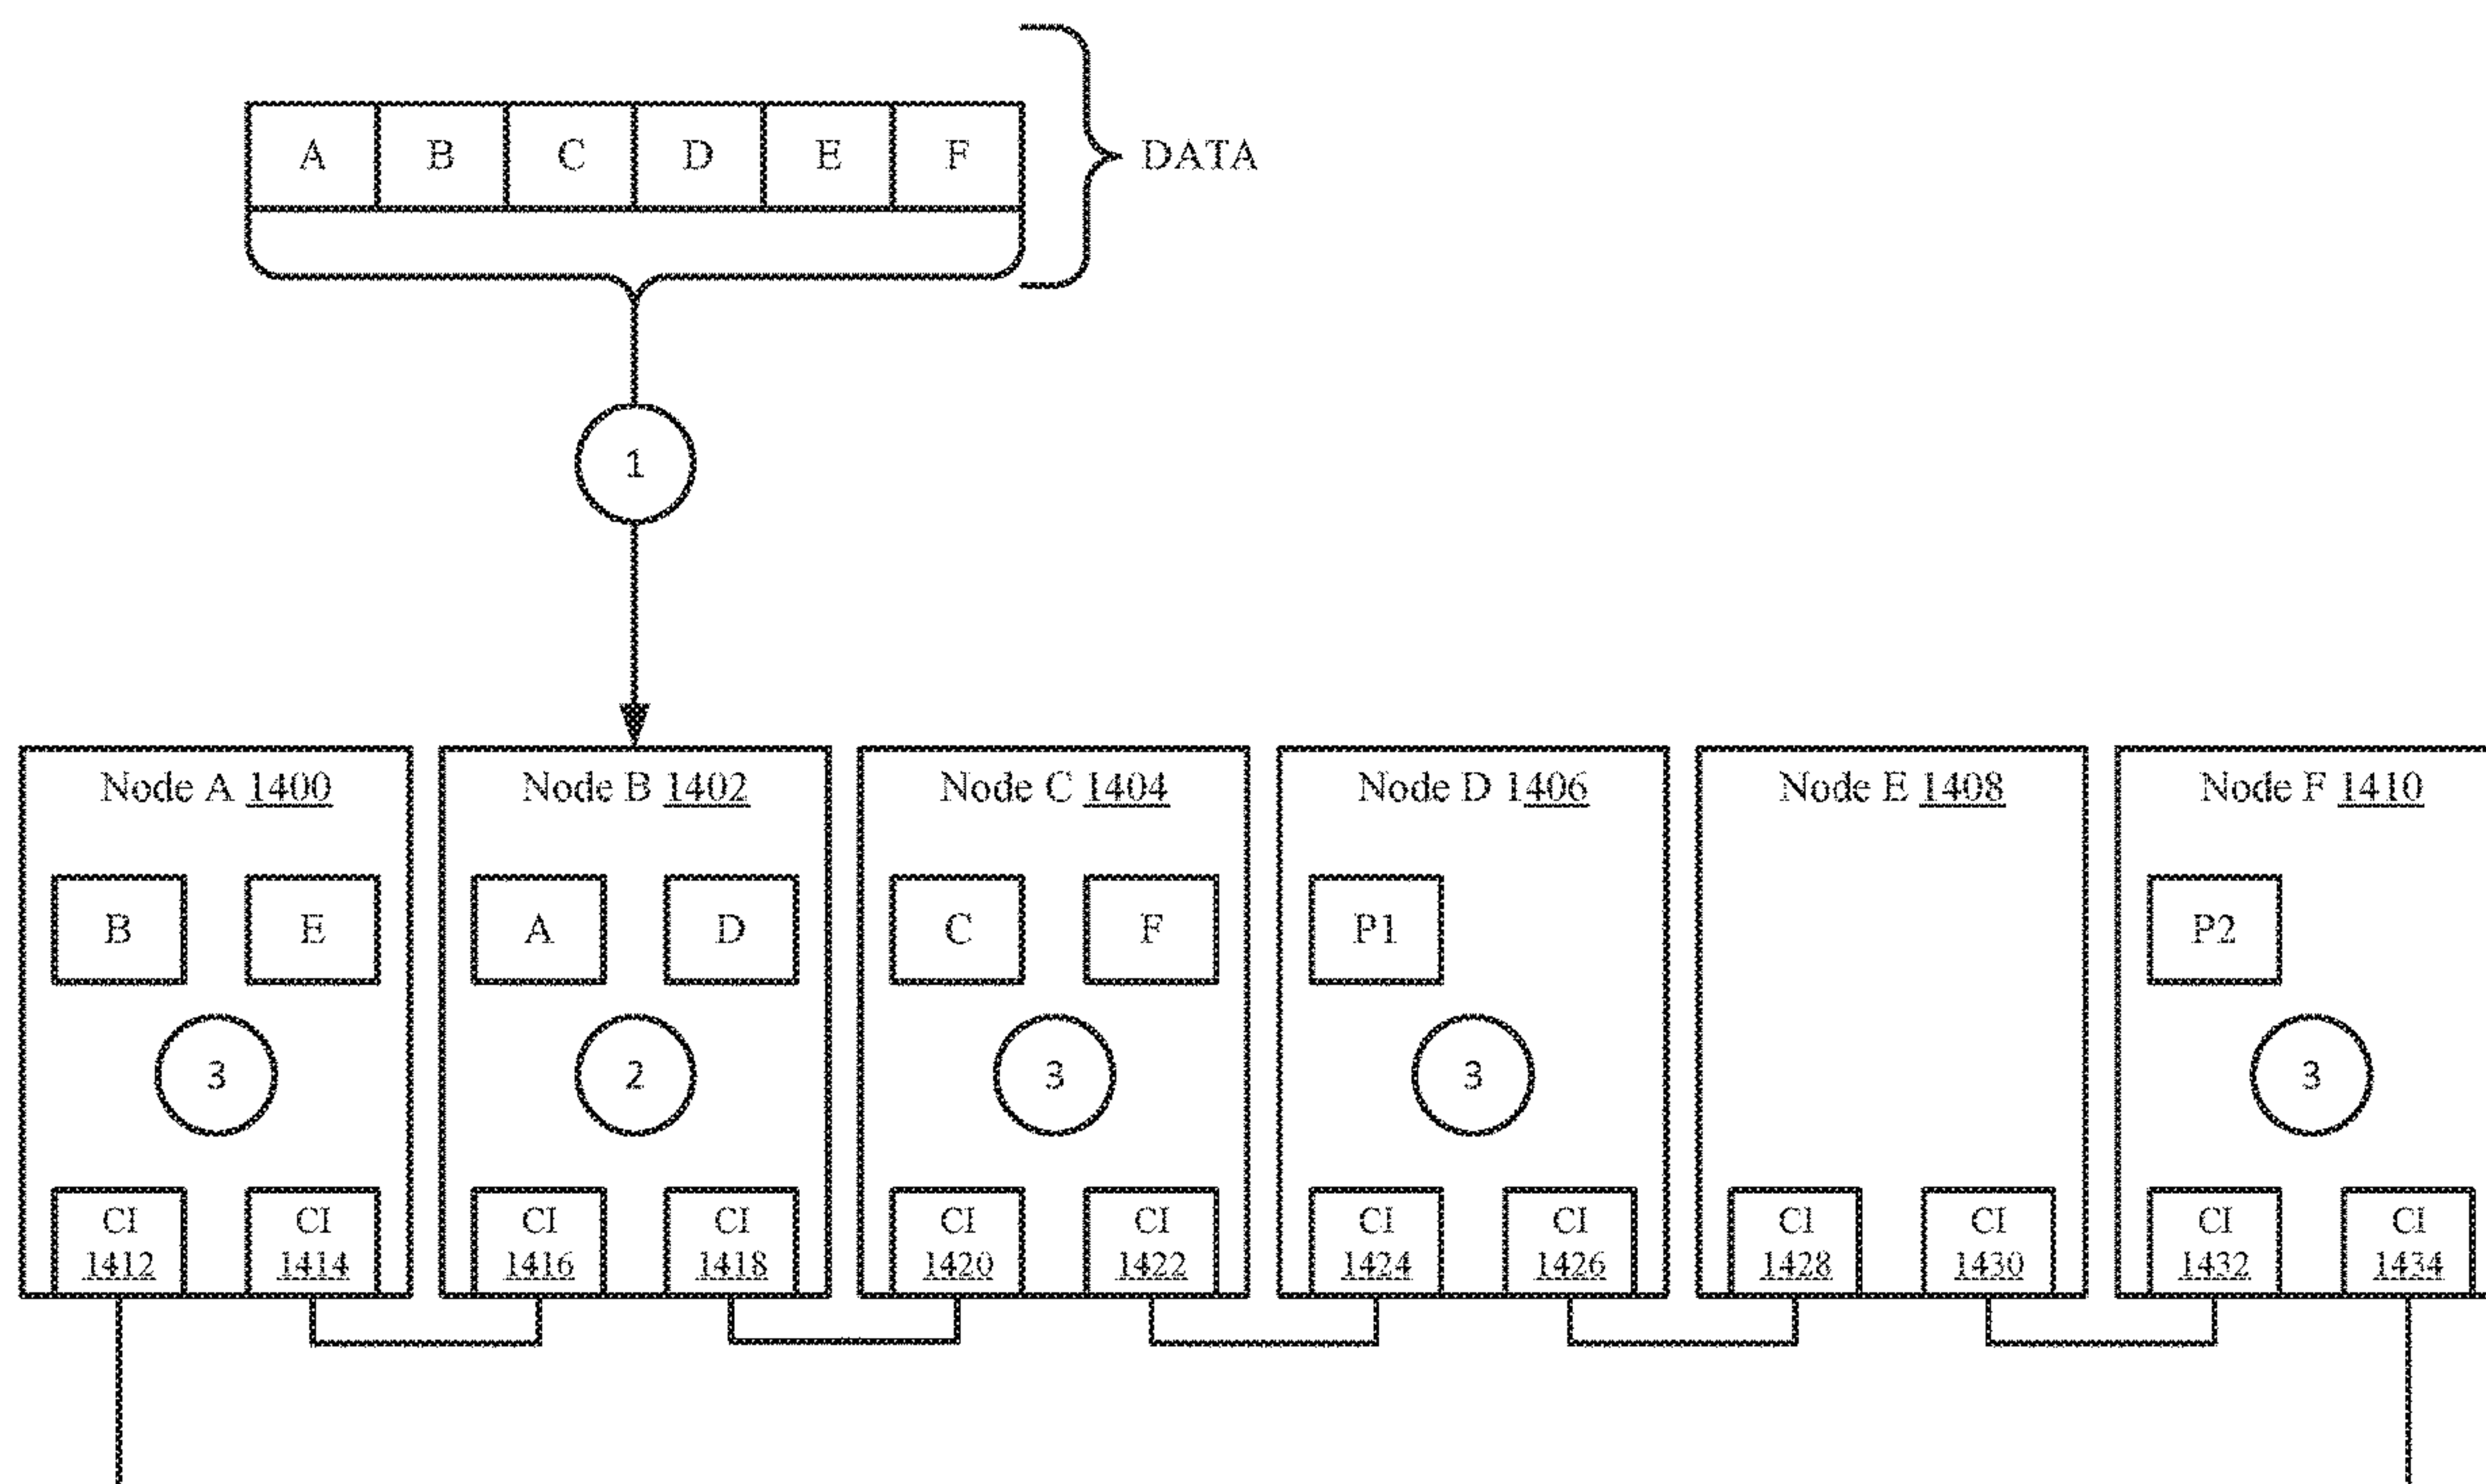 A B C D E F DATA
1
Node A 1400 Node B 1402 Node C 1404 Node D 1406 Node E 1408 Node F 1410
B E A D C F P1 P2
3 2 3 3 3
CI CI CI CI CI CI CI CI CI CI CI CI
1412 1414 1416 1418 1420 1422 1424 1426 1428 1430 1432 1434